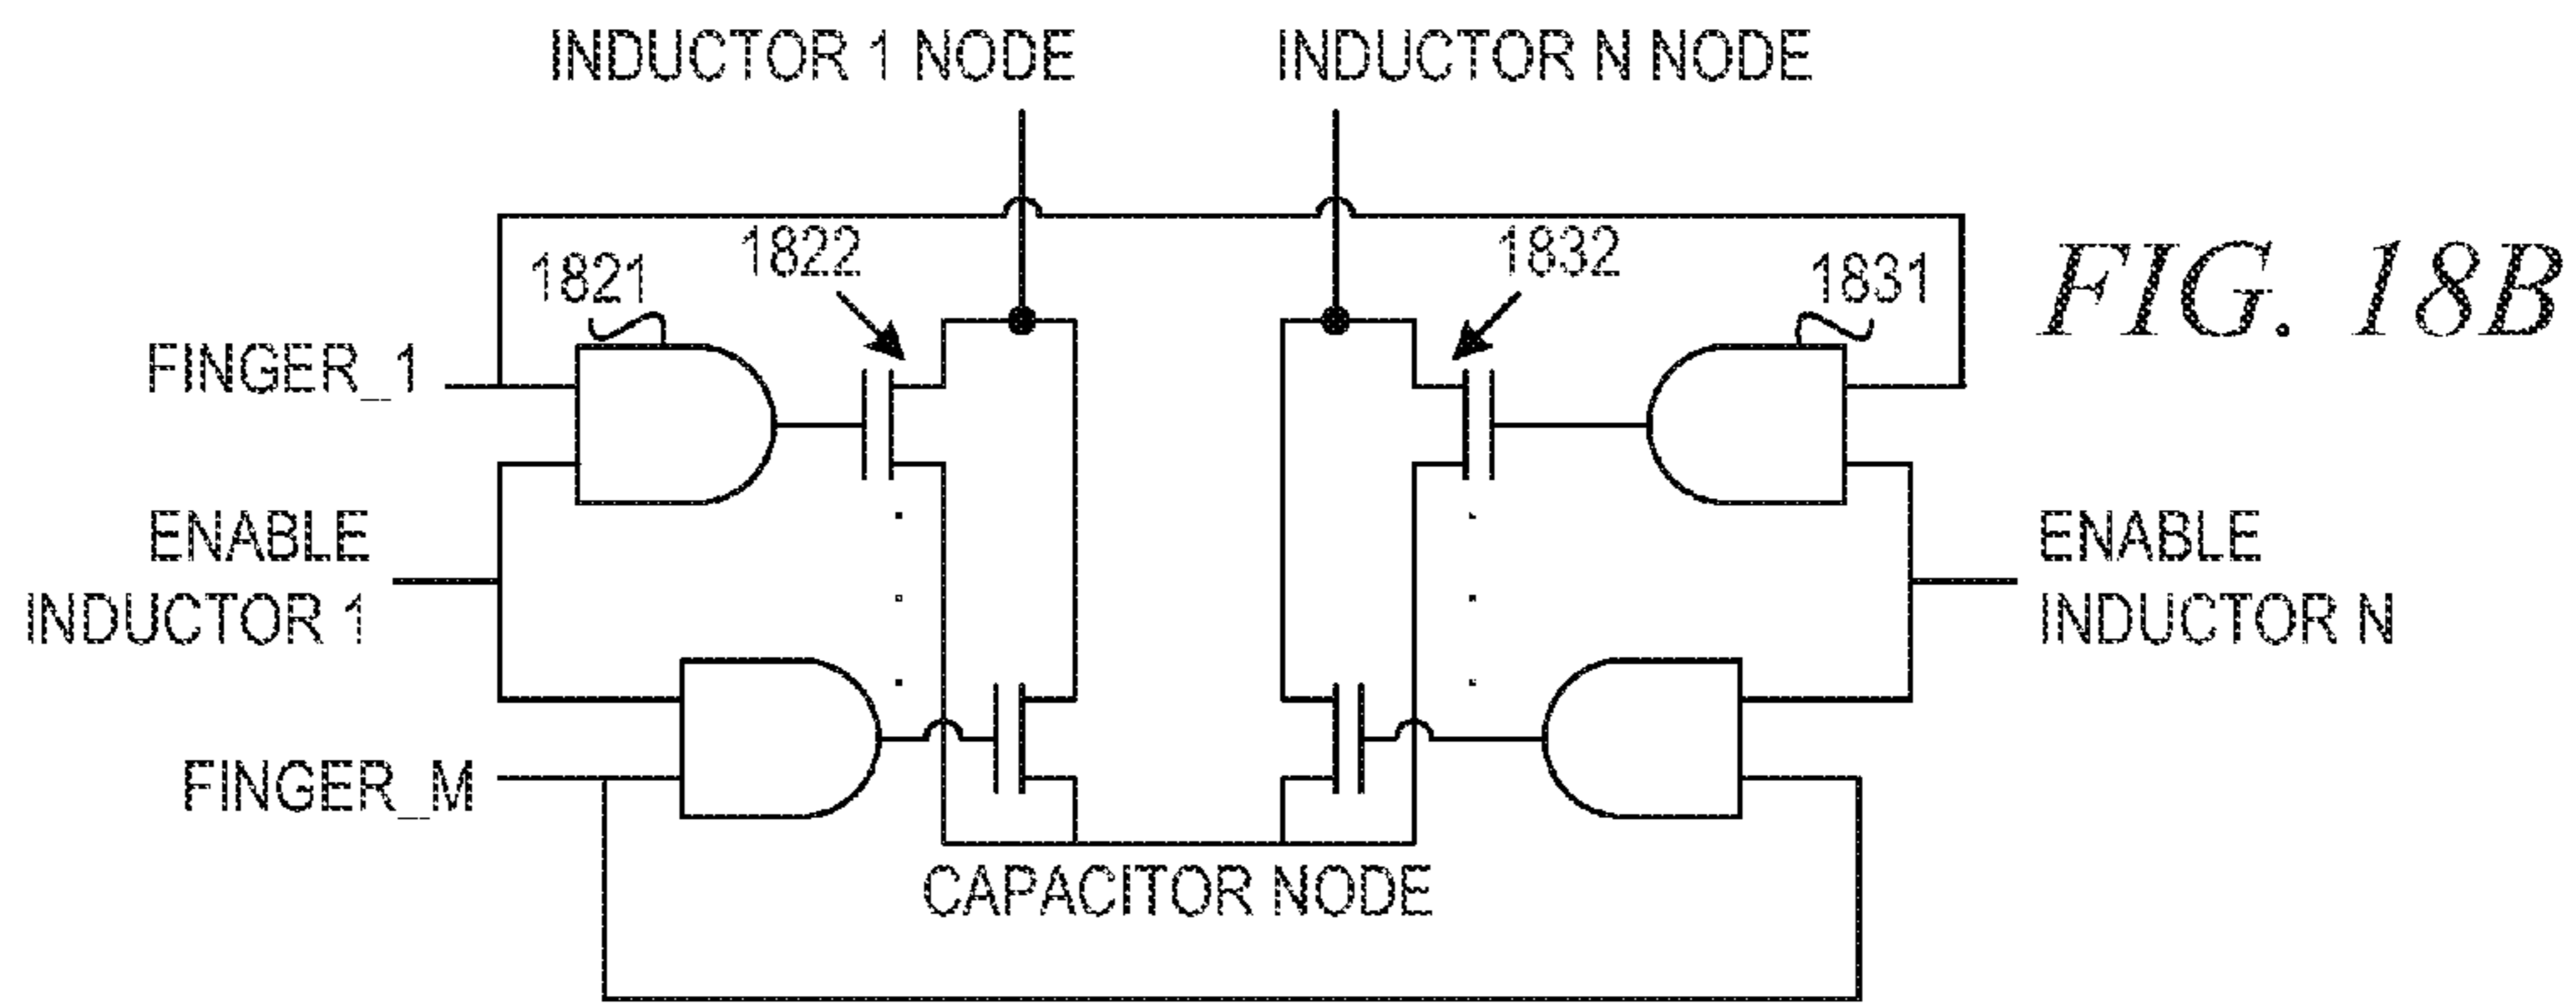 INDUCTOR 1 NODE
INDUCTOR N NODE
1821
1822
1832
1831
FIG. 18B
FINGER_1
ENABLE
INDUCTOR 1
ENABLE
INDUCTOR N
FINGER_M
CAPACITOR NODE